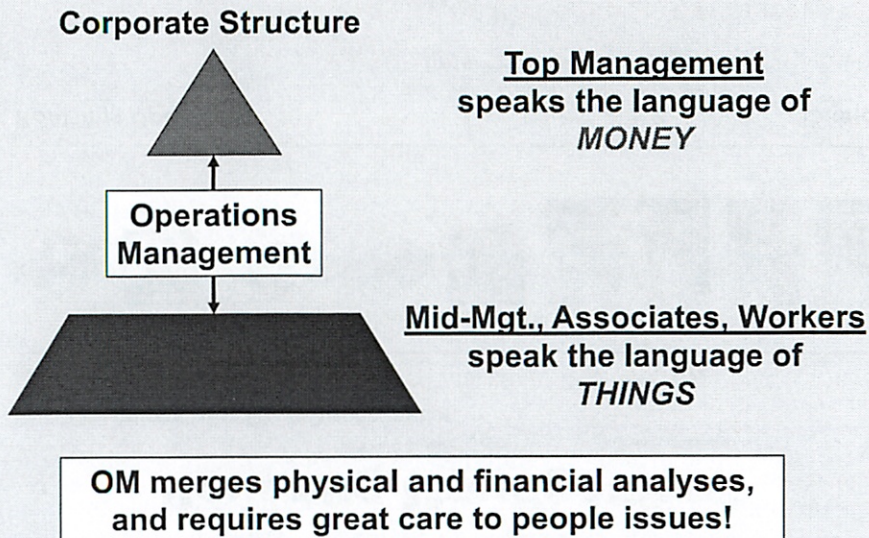 Corporate Structure
Top Management
speaks the language of
MONEY
Operations
Management
Mid-Mgt., Associates, Workers
speak the language of
THINGS
OM merges physical and financial analyses,
and requires great care to people issues!